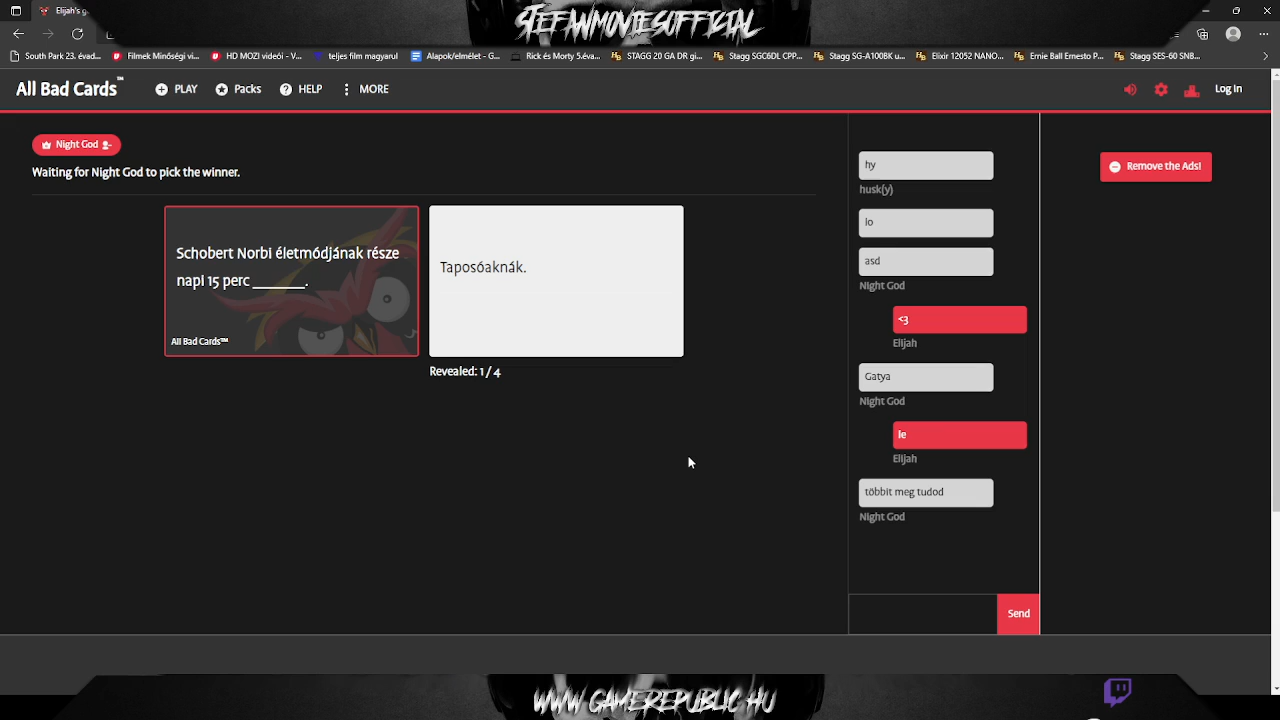 Elijah's g
STEFANMOVIESOFFICIAL
South Park 23. évad...
Filmek Minőségi vi...
HD MOZI videói - V...
teljes film magyarul
Alapok/elmélet - G...
Rick és Morty 5.éva...
STAGG 20 GA DR gi...
Stagg SGC6DL CPP...
Stagg SG-A100BK u...
Elixir 12052 NANO...
Ernie Ball Ernesto P...
Stagg SES-60 SNB...
All Bad Cards™
PLAY
Packs
HELP
MORE
Log In
Night God
Waiting for Night God to pick the winner.
Schobert Norbi életmódjának része
napi 15 perc _______.
All Bad Cards™
Taposóaknák.
Revealed: 1 / 4
hy
husk(y)
lo
asd
Night God
<3
Elijah
Gatya
Night God
le
Elijah
többit meg tudod
Night God
Send
Remove the Ads!
WWW GAMEREPUBLIC HU